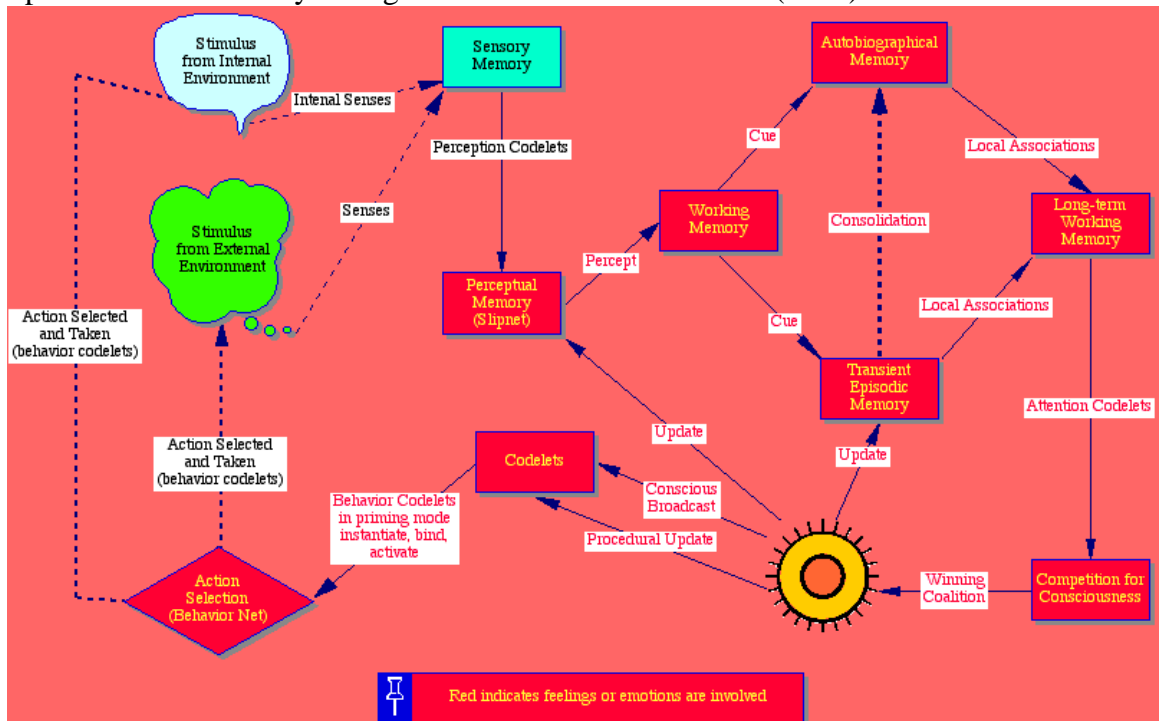 Stimulus
from Internal
Environment
Sensory
Memory
Autobiographical
Memory
Intenal Senses
Cue
Local Associations
Perception Codelets
Senses
Working
Memory
Consolidation
Long-term
Working
Memory
Stimulus
from External
Environment
Percept
Perceptual
Memory
(Slipnet)
Local Associations
Action Selected
and Taken
(behavior codelets)
Cue
Transient
Episodic
Memory
Attention Codelets
Action Selected
and Taken
(behavior codelets)
Codelets
Update
Update
Behavior Codelets
in priming mode
instantiate, bind,
activate
Conscious
Broadcast
Procedural Update
Action
Selection
(Behavior Net)
Winning
Coalition
Competition for
Consciousness
Red indicates feelings or emotions are involved